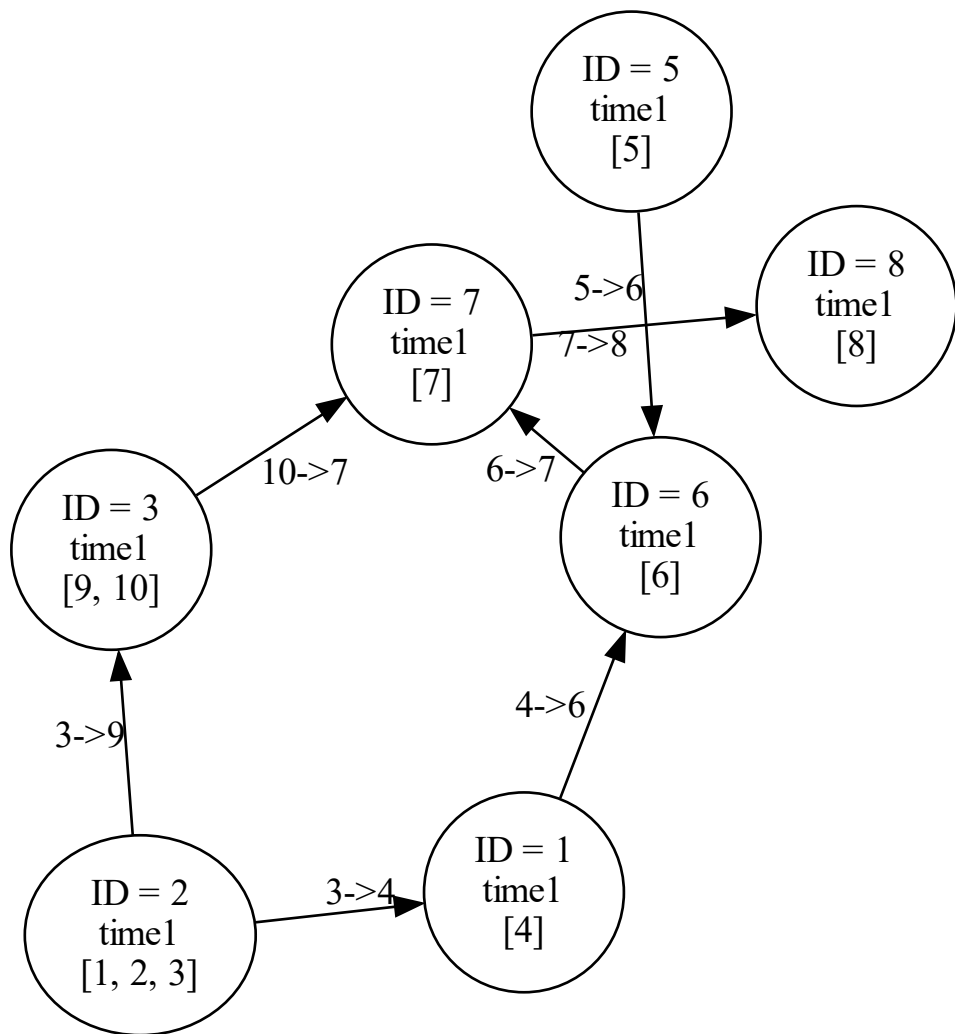 ID = 5
time1
[5]
ID = 8
time1
[8]
5->6
7->8
ID = 7
time1
[7]
10->7
6->7
ID = 3
time1
[9, 10]
ID = 6
time1
[6]
4->6
3->9
ID = 1
time1
[4]
3->4
ID = 2
time1
[1, 2, 3]